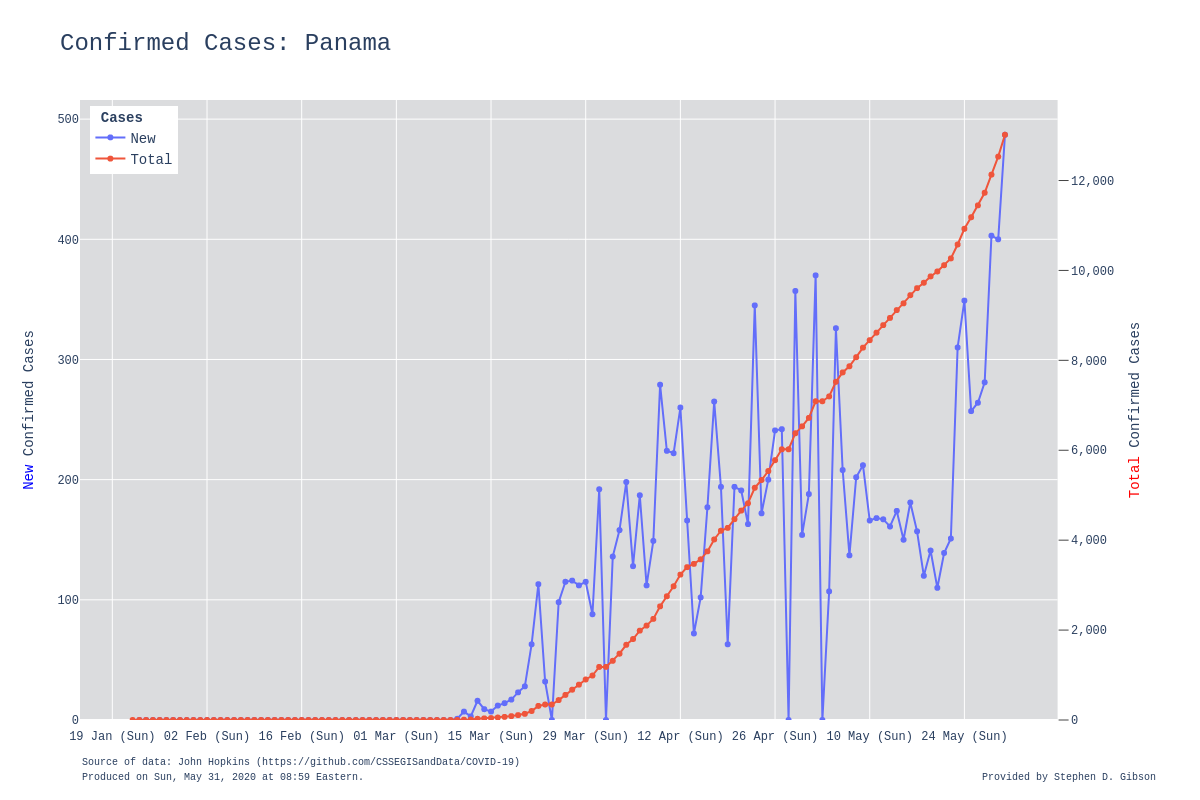 Confirmed Cases: Panama
Cases
New
Total
500
400
300
200
100
0
New Confirmed Cases
12,000
10,000
8,000
6,000
4,000
2,000
0
Total Confirmed Cases
19 Jan (Sun) 02 Feb (Sun) 16 Feb (Sun) 01 Mar (Sun) 15 Mar (Sun) 29 Mar (Sun) 12 Apr (Sun) 26 Apr (Sun) 10 May (Sun) 24 May (Sun)
Source of data: John Hopkins (https://github.com/CSSEGISandData/COVID-19)
Produced on Sun, May 31, 2020 at 08:59 Eastern.
Provided by Stephen D. Gibson